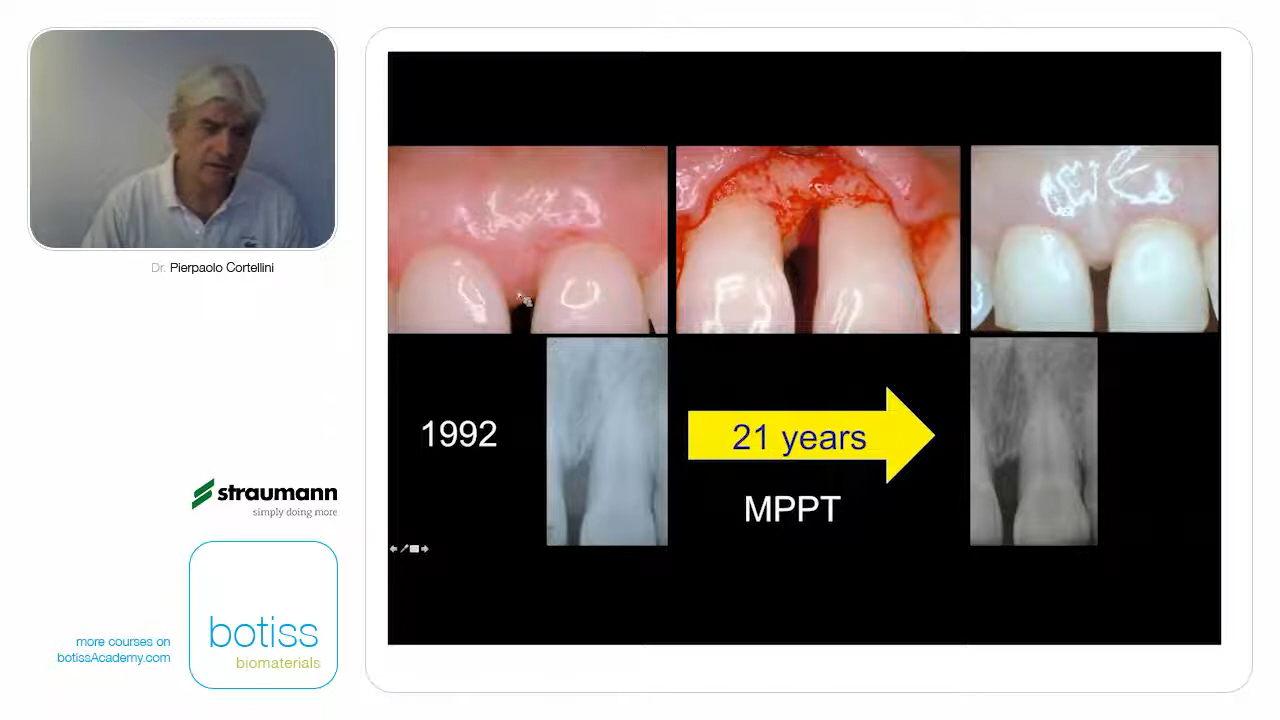 Dr. Pierpaolo Cortellini
straumann
simply doing more
botiss
biomaterials
more courses on
botissAcademy.com
1992
21 years
MPPT